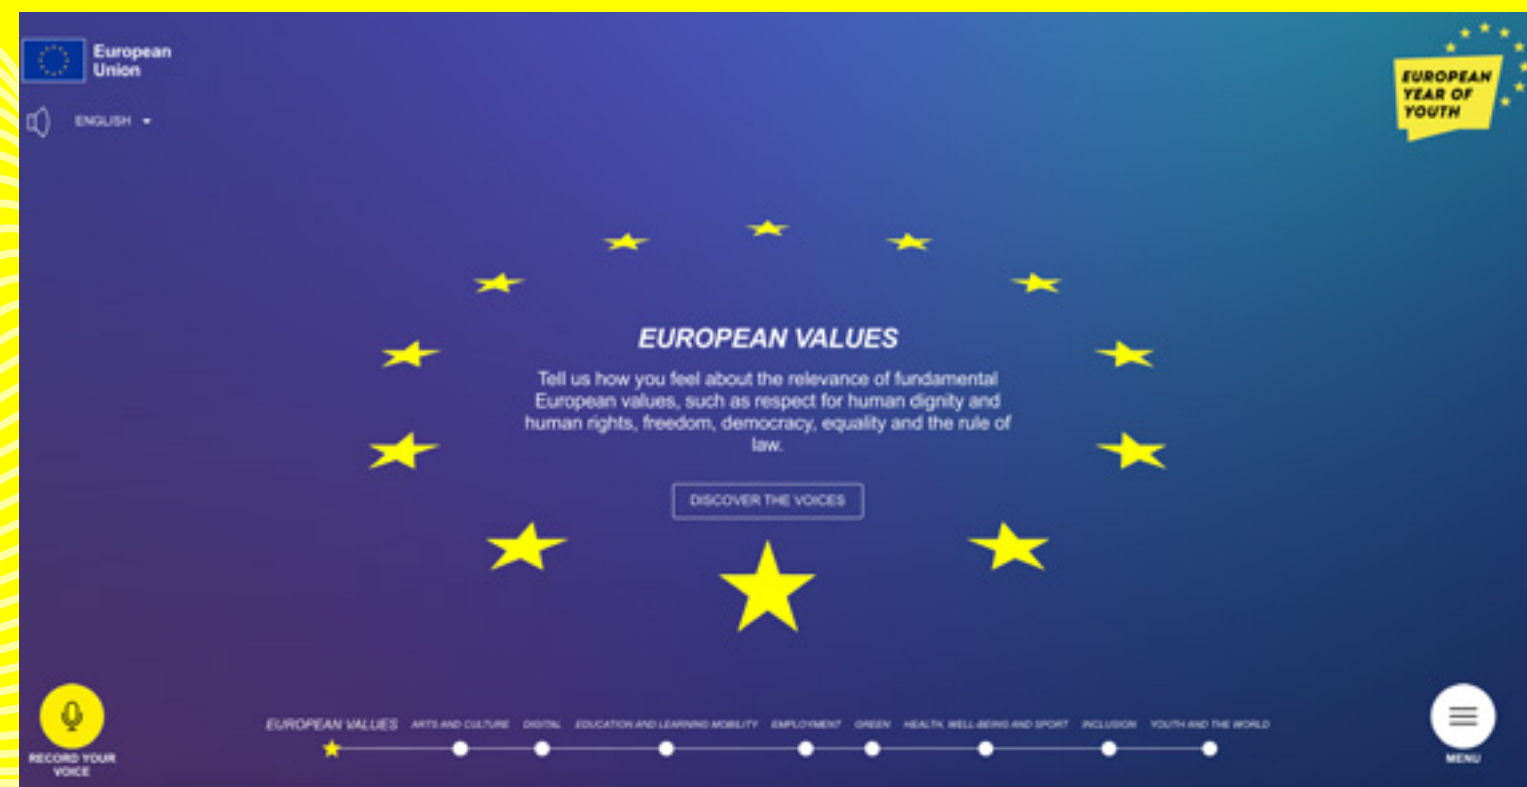 European
Union
ENGLISH
EUROPEAN
YEAR OF
YOUTH
EUROPEAN VALUES
Tell us how you feel about the relevance of fundamental
European values, such as respect for human dignity and
human rights, freedom, democracy, equality and the rule of
law.
DISCOVER THE VOICES
RECORD YOUR
VOICE
EUROPEAN VALUES ARTS AND CULTURE DIGITAL EDUCATION AND LEARNING MOBILITY EMPLOYMENT GREEN HEALTH, WELL-BEING AND SPORT INCLUSION YOUTH AND THE WORLD
MENU